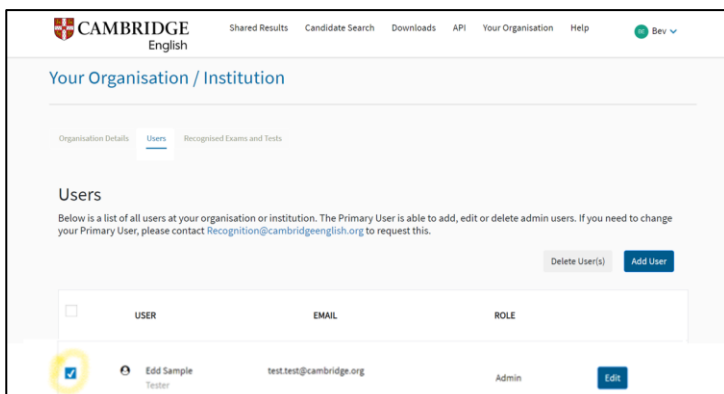 CAMBRIDGE
English
Shared Results Candidate Search Downloads API Your Organisation Help
Bev
Your Organisation / Institution
Organisation Details Users Recognised Exams and Tests
Users
Below is a list of all users at your organisation or institution. The Primary User is able to add, edit or delete admin users. If you need to change
your Primary User, please contact Recognition@cambridgeenglish.org to request this.
Delete User(s) Add User
USER EMAIL ROLE
Edd Sample test.test@cambridge.org Admin Edit
Tester